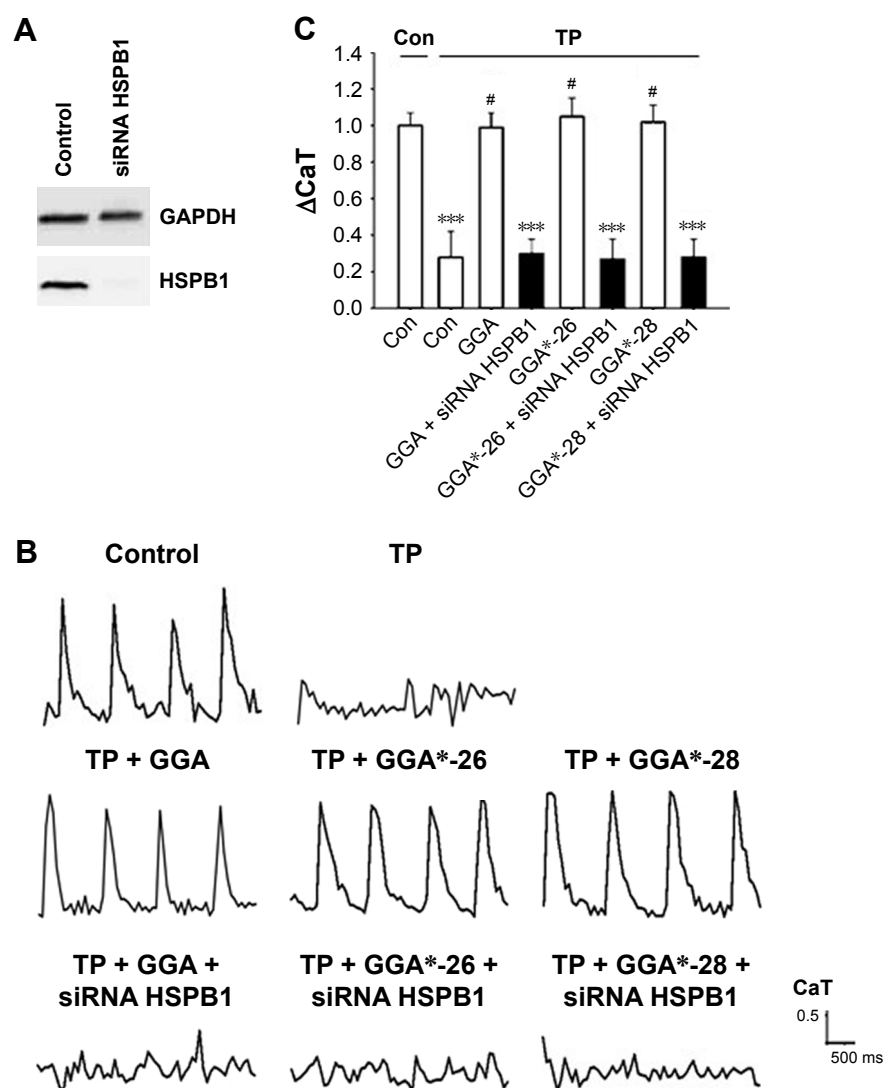 A
Control
siRNA HSPB1
GAPDH
HSPB1
C
Con
TP
ΔCaT
1.4
1.2
1.0
0.8
0.6
0.4
0.2
0.0
***
#
***
#
***
#
***
Con
Con
GGA
GGA + siRNA HSPB1
GGA*-26
GGA*-26 + siRNA HSPB1
GGA*-28
GGA*-28 + siRNA HSPB1
B
Control
TP
TP + GGA
TP + GGA*-26
TP + GGA*-28
TP + GGA +
siRNA HSPB1
TP + GGA*-26 +
siRNA HSPB1
TP + GGA*-28 +
siRNA HSPB1
CaT
0.5
500 ms